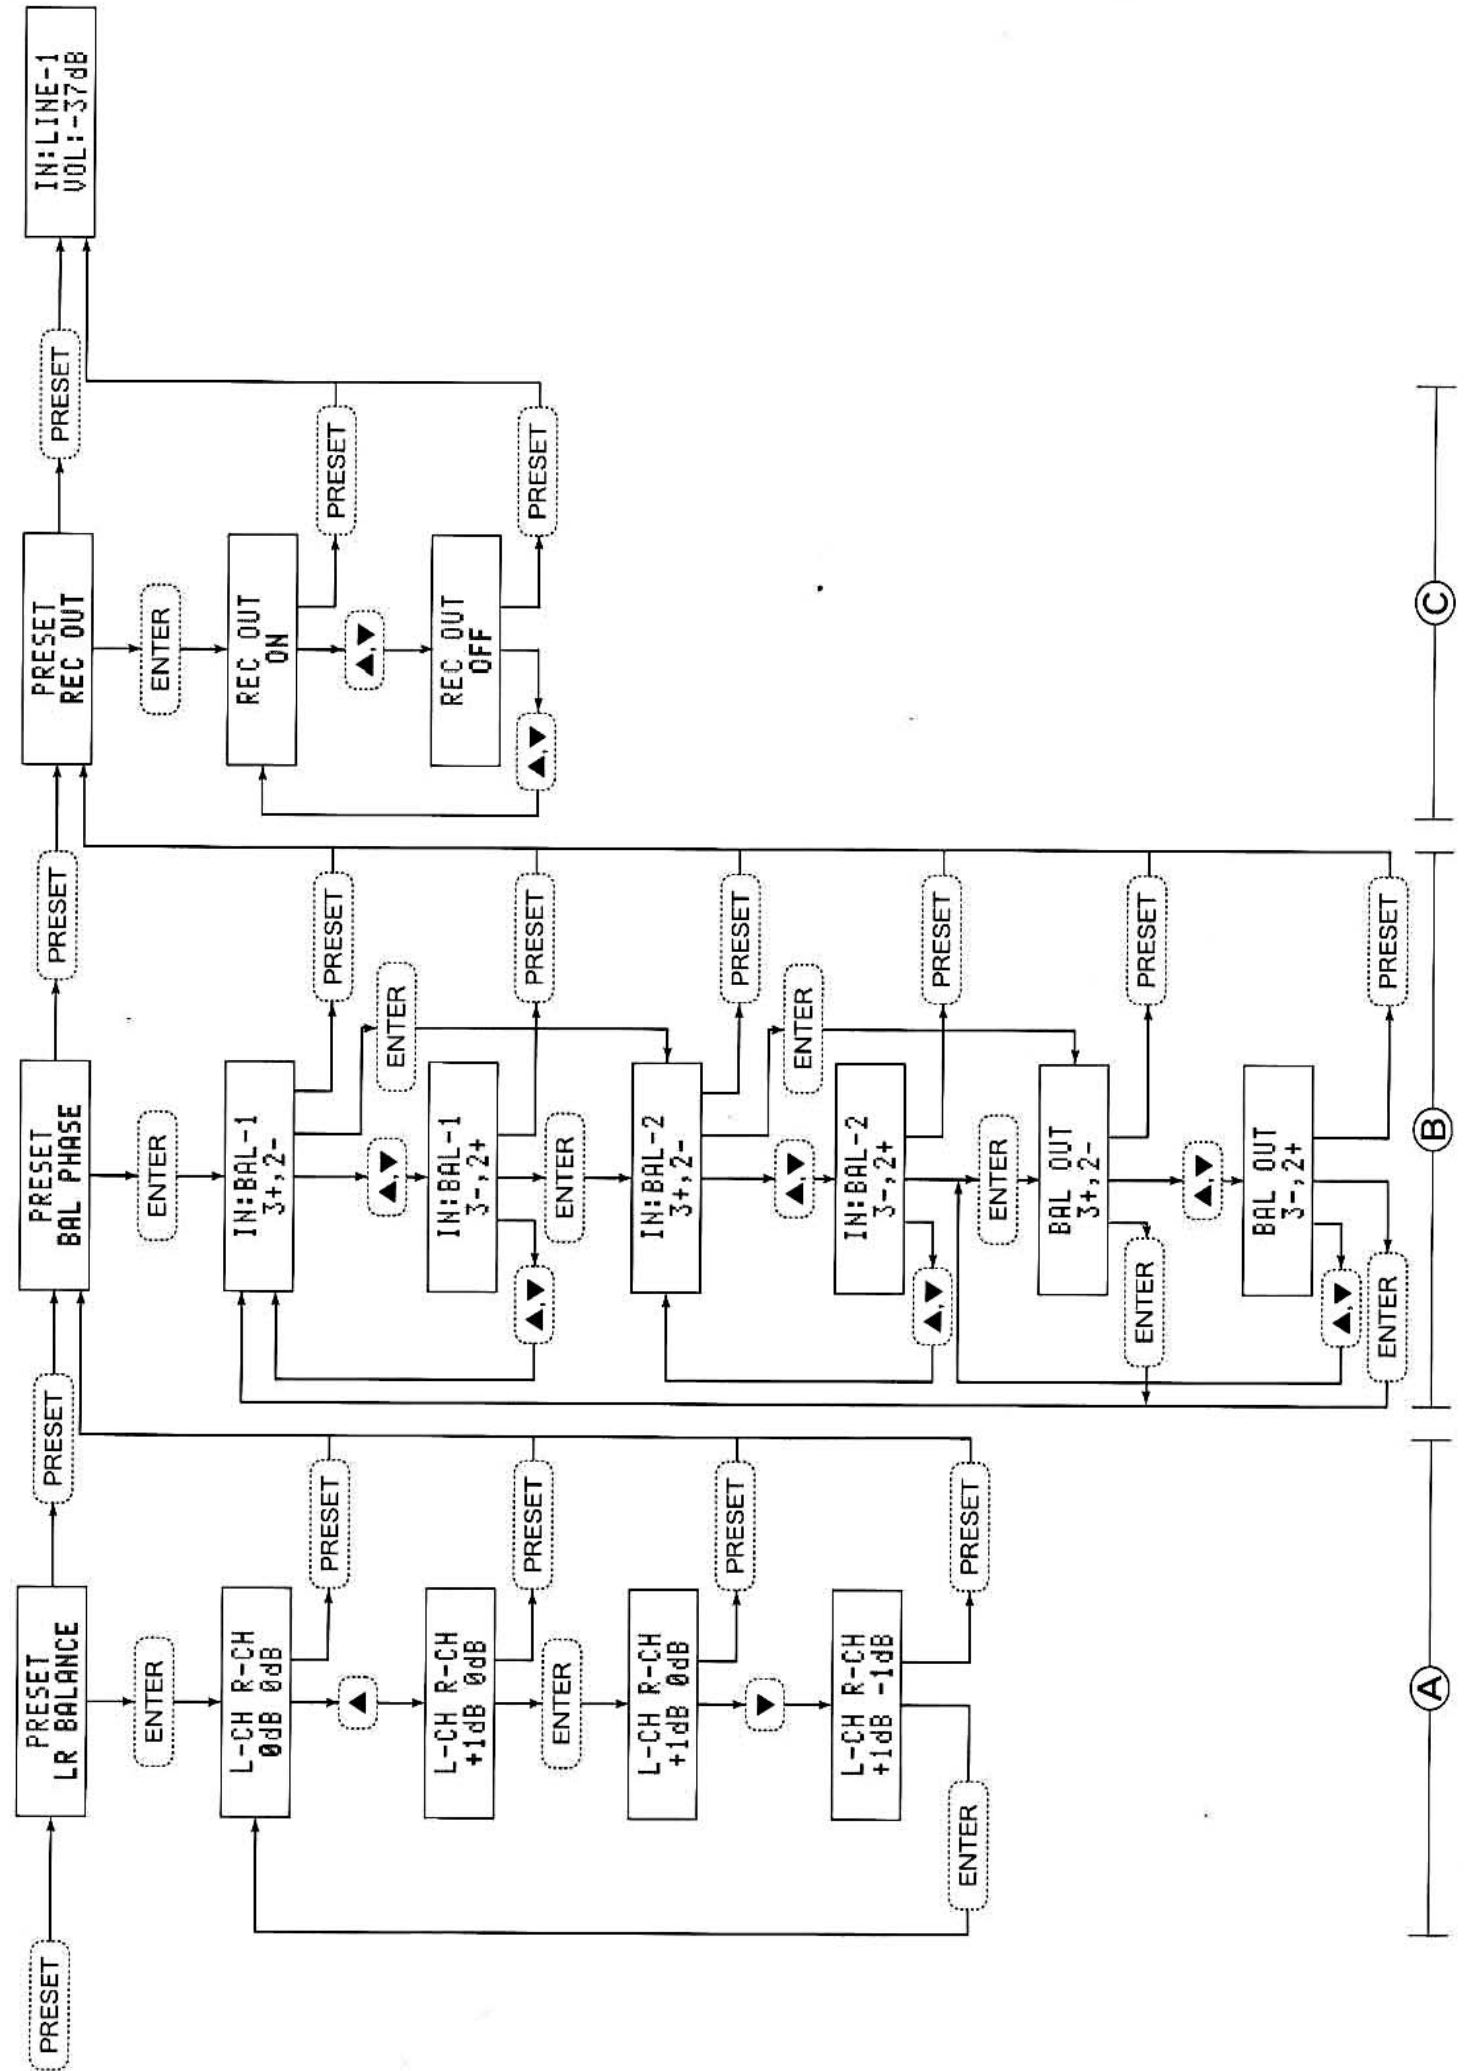 PRESET
PRESET
LR BALANCE
ENTER
L-CH R-CH
0dB 0dB
PRESET
▲
L-CH R-CH
+1dB 0dB
PRESET
ENTER
L-CH R-CH
+1dB 0dB
PRESET
▼
L-CH R-CH
+1dB -1dB
PRESET
ENTER
A
PRESET
PRESET
BAL PHASE
ENTER
IN:BAL-1
3+,2-
PRESET
ENTER
▲,▼
IN:BAL-1
3-,2+
PRESET
▲,▼
ENTER
IN:BAL-2
3+,2-
PRESET
ENTER
▲,▼
IN:BAL-2
3-,2+
PRESET
▲,▼
ENTER
BAL OUT
3+,2-
PRESET
ENTER
▲,▼
BAL OUT
3-,2+
PRESET
▲,▼
ENTER
B
PRESET
PRESET
REC OUT
ENTER
REC OUT
ON
PRESET
▲,▼
REC OUT
OFF
PRESET
▲,▼
C
PRESET
IN:LINE-1
VOL:-37dB